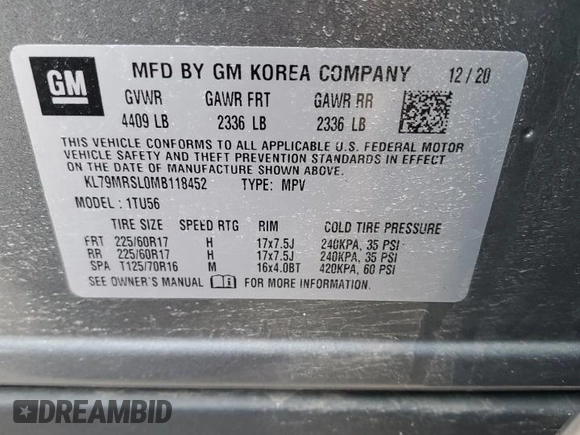 GM
MFD BY GM KOREA COMPANY 12/20
GVWR GAWR FRT GAWR RR
4409 LB 2336 LB 2336 LB
THIS VEHICLE CONFORMS TO ALL APPLICABLE U.S. FEDERAL MOTOR
VEHICLE SAFETY AND THEFT PREVENTION STANDARDS IN EFFECT
ON THE DATE OF MANUFACTURE SHOWN ABOVE.
KL79MRSL0MB118452 TYPE: MPV
MODEL: 1TU56
TIRE SIZE SPEED RTG RIM COLD TIRE PRESSURE
FRT 225/60R17 H 17x7.5J 240KPA, 35 PSI
RR 225/60R17 H 17x7.5J 240KPA, 35 PSI
SPA T125/70R16 M 16x4.0BT 420KPA, 60 PSI
SEE OWNER'S MANUAL FOR MORE INFORMATION.
DREAMBID